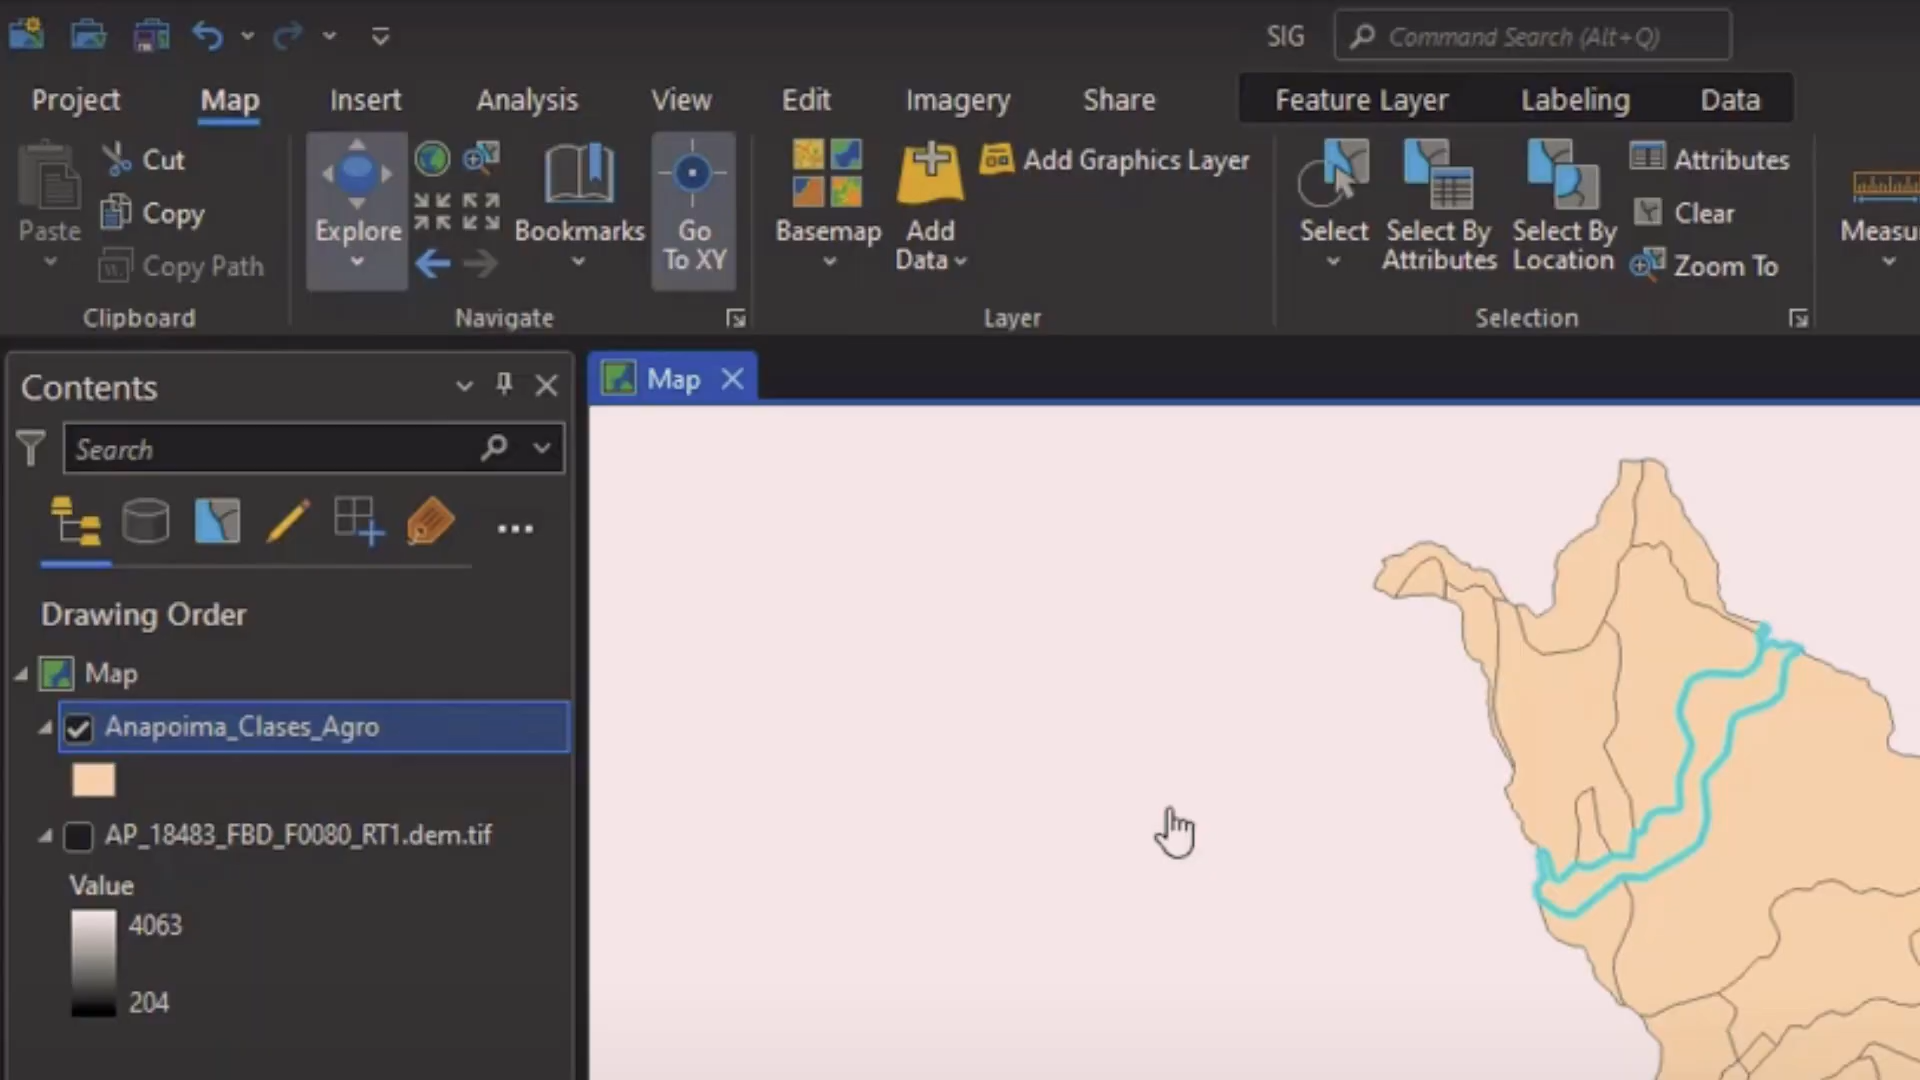 SIG
Command Search (Alt+Q)
Project Map Insert Analysis View Edit Imagery Share Feature Layer Labeling Data
Cut
Copy
Copy Path
Paste
Clipboard
Explore
Bookmarks
Go
To XY
Navigate
Basemap
Add
Data
Add Graphics Layer
Layer
Select
Select By
Attributes
Select By
Location
Attributes
Clear
Zoom To
Selection
Measu
Contents
Search
Drawing Order
Map
Anapoima_Clases_Agro
AP_18483_FBD_F0080_RT1.dem.tif
Value
4063
204
Map